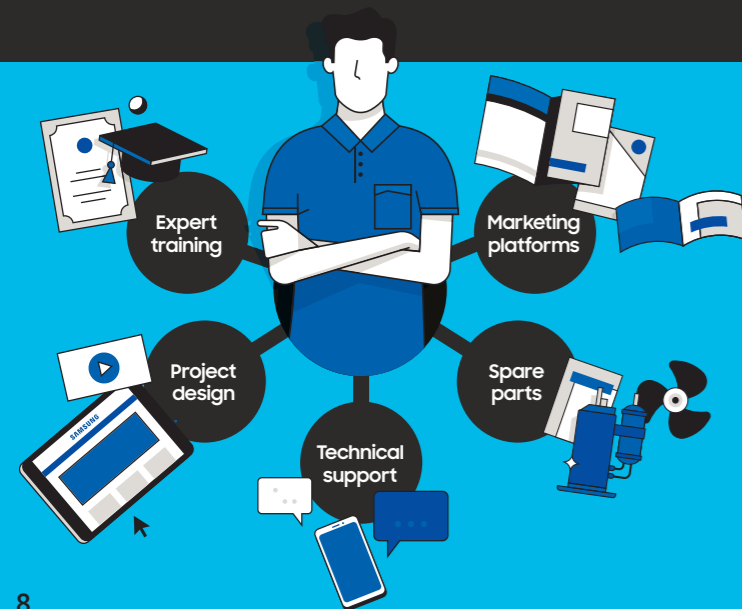 Expert
training
Marketing
platforms
Project
design
SAMSUNG
Spare
parts
Technical
support
8